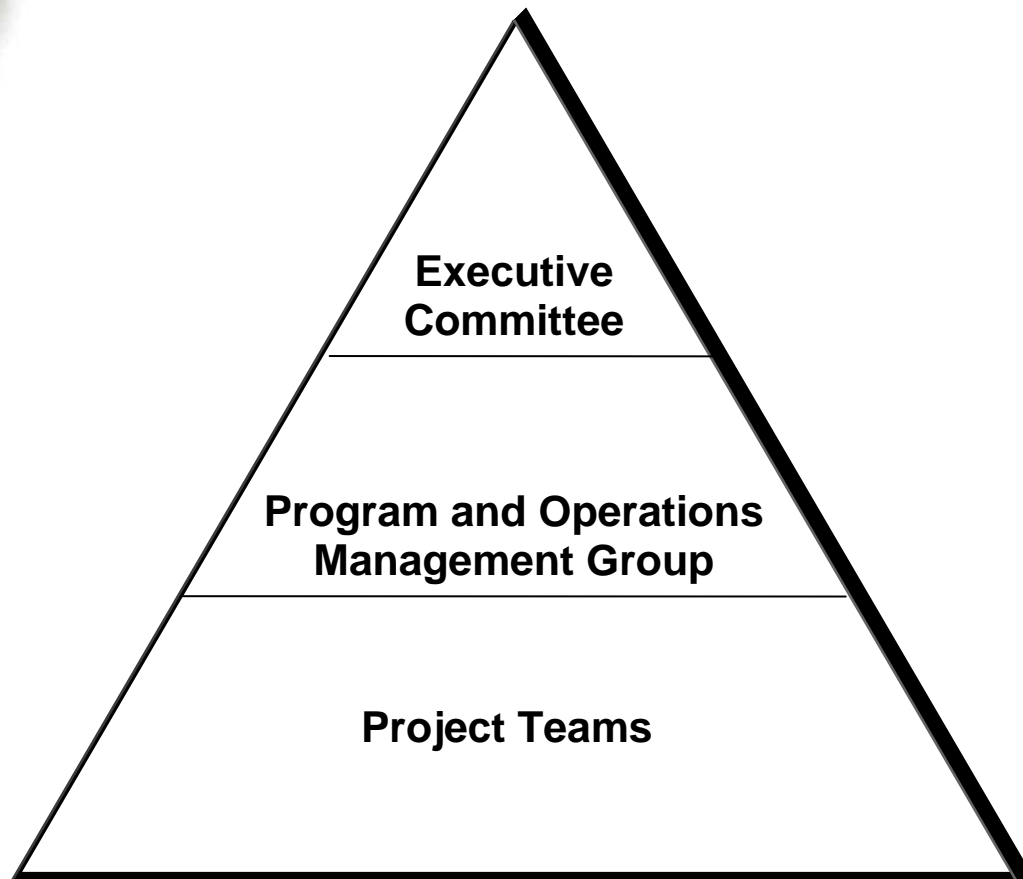 Executive
Committee
Program and Operations
Management Group
Project Teams